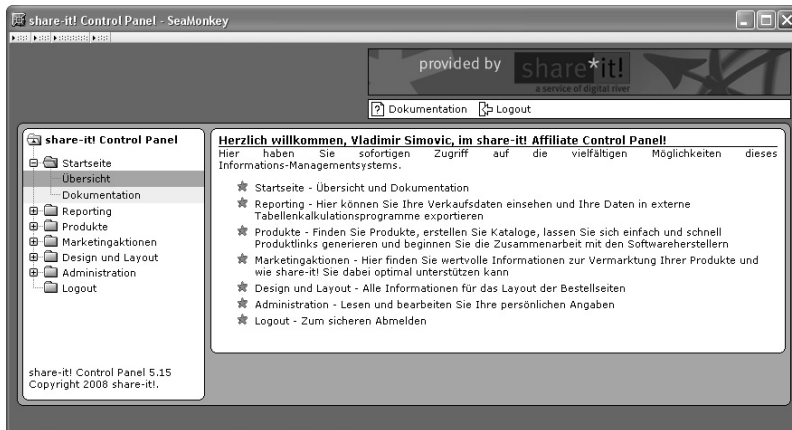 share-it! Control Panel - SeaMonkey
provided by share*it!
a service of digital river
Dokumentation Logout
share-it! Control Panel
Startseite
Übersicht
Dokumentation
Reporting
Produkte
Marketingaktionen
Design und Layout
Administration
Logout
share-it! Control Panel 5.15
Copyright 2008 share-it!.
Herzlich willkommen, Vladimir Simovic, im share-it! Affiliate Control Panel!
Hier haben Sie sofortigen Zugriff auf die vielfältigen Möglichkeiten dieses
Informations-Managementsystems.
Startseite - Übersicht und Dokumentation
Reporting - Hier können Sie Ihre Verkaufsdaten einsehen und Ihre Daten in externe
Tabellenkalkulationsprogramme exportieren
Produkte - Finden Sie Produkte, erstellen Sie Kataloge, lassen Sie sich einfach und schnell
Produktlinks generieren und beginnen Sie die Zusammenarbeit mit den Softwareherstellern
Marketingaktionen - Hier finden Sie wertvolle Informationen zur Vermarktung Ihrer Produkte und
wie share-it! Sie dabei optimal unterstützen kann
Design und Layout - Alle Informationen für das Layout der Bestellseiten
Administration - Lesen und bearbeiten Sie Ihre persönlichen Angaben
Logout - Zum sicheren Abmelden